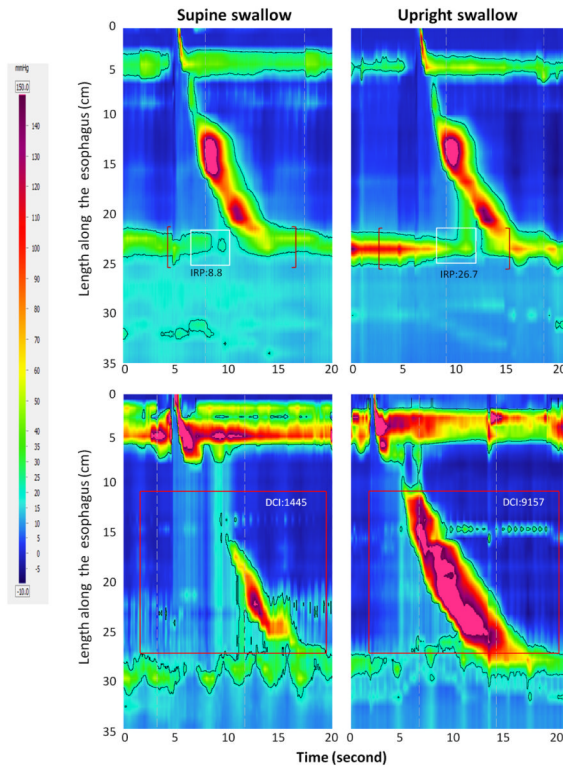 Supine swallow
Upright swallow
mmHg
150.0
140
130
120
110
100
90
80
70
60
50
40
30
20
10
0
-5
-10.0
Length along the esophagus (cm)
0
5
10
15
20
25
30
35
IRP:8.8
IRP:26.7
0 5 10 15 20
0 5 10 15 20
Length along the esophagus (cm)
0
5
10
15
20
25
30
35
DCI:1445
DCI:9157
0 5 10 15 20
0 5 10 15 20
Time (second)